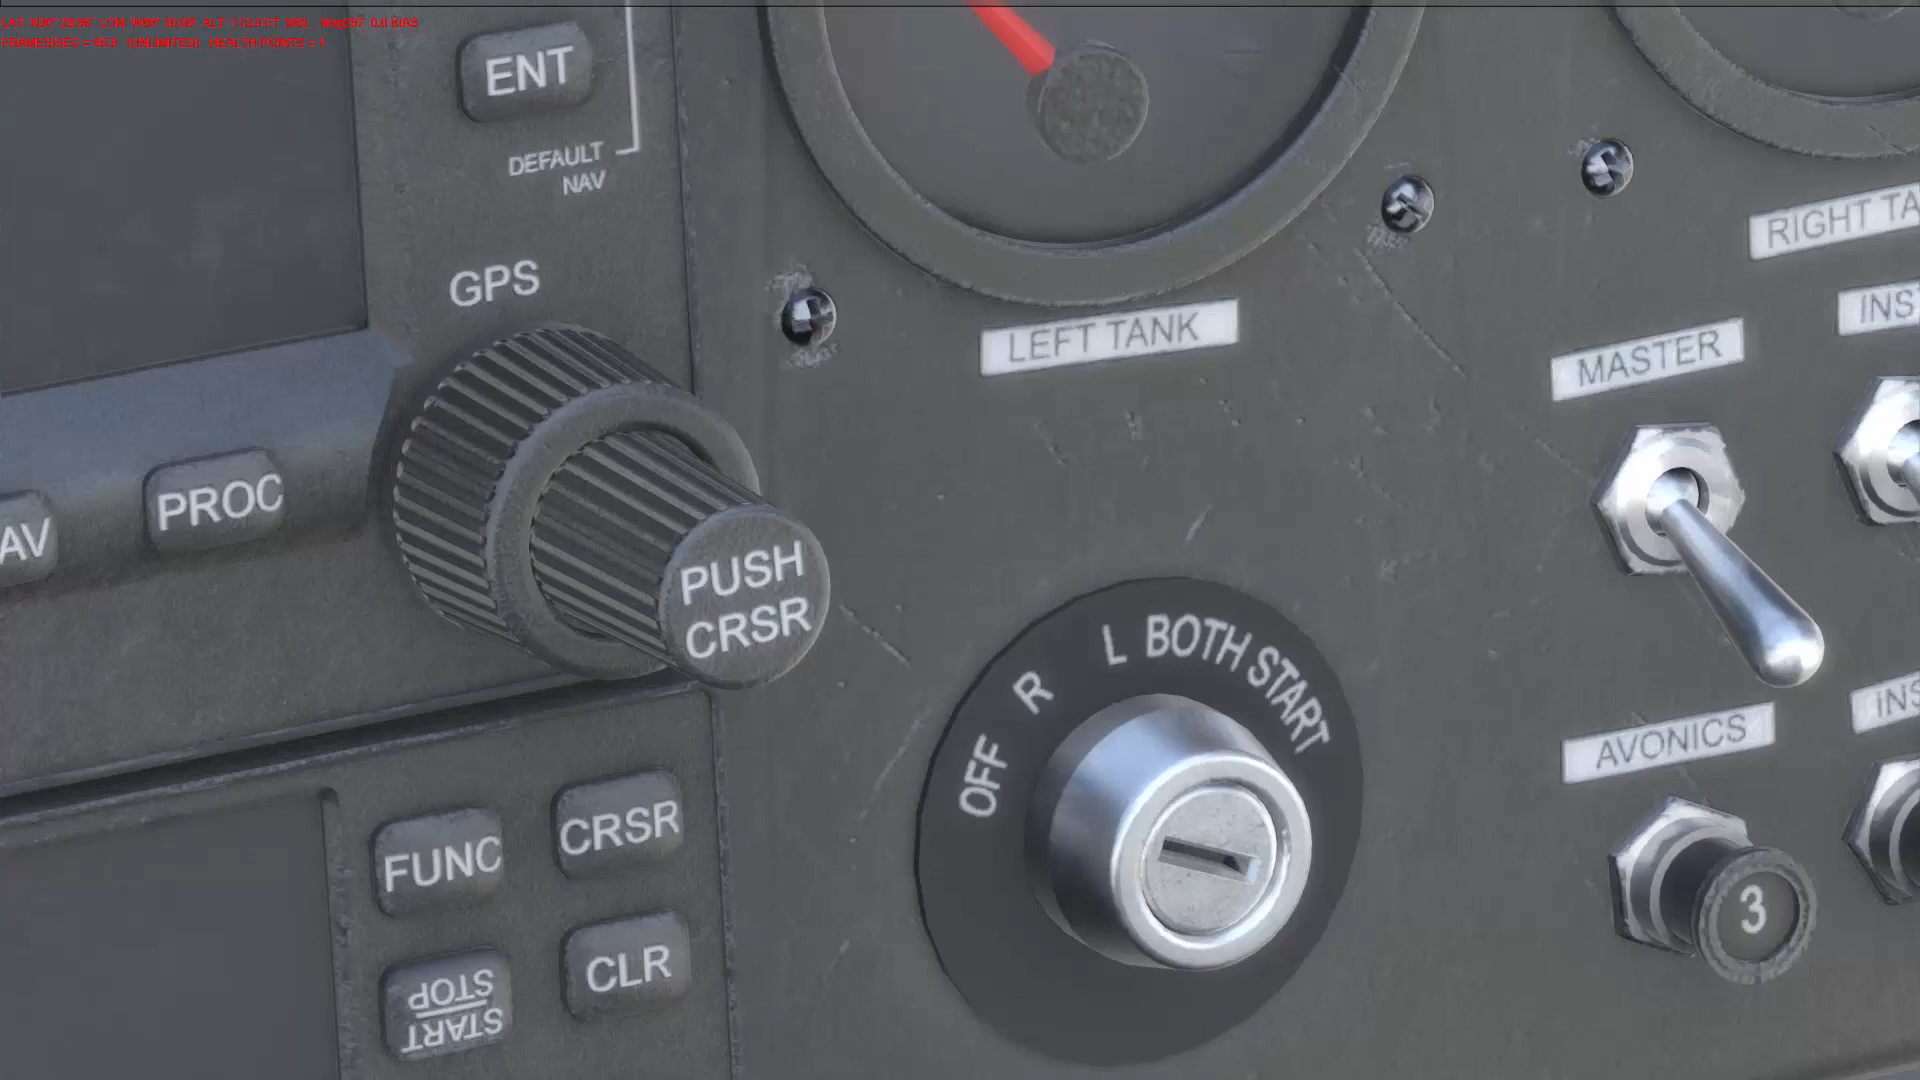 ENT
DEFAULT
NAV
GPS
LEFT TANK
RIGHT TA
INS
MASTER
PROC
AV
PUSH
CRSR
OFF R L BOTH START
AVONICS
INS
3
FUNC
CRSR
START
STOP
CLR